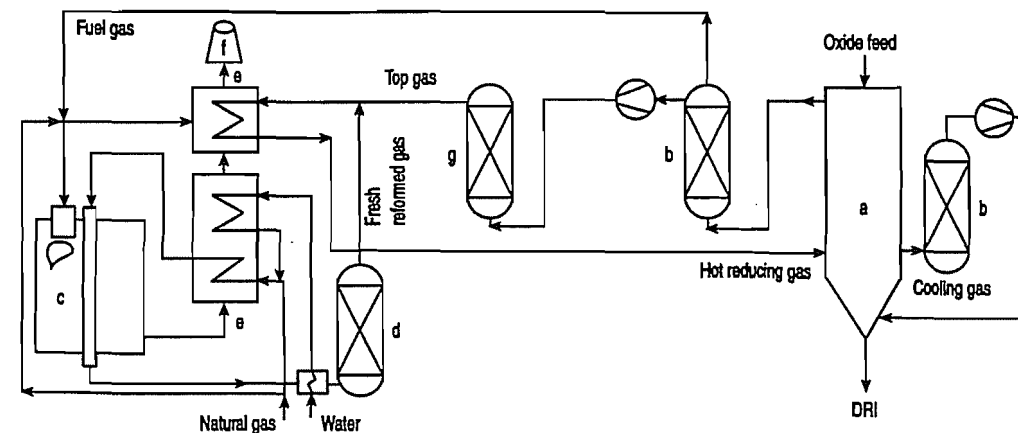 Fuel gas
f
e
Top gas
Oxide feed
g
b
a
b
Fresh
reformed gas
Hot reducing gas
Cooling gas
c
e
d
Natural gas
Water
DRI